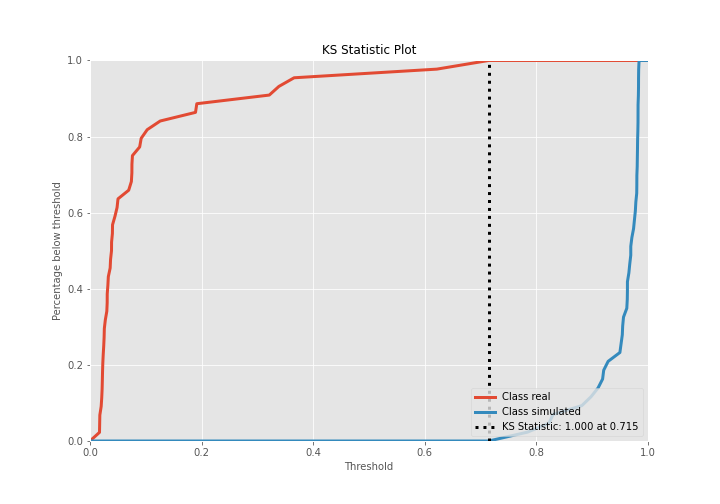 KS Statistic Plot
1.0
0.8
0.6
0.4
0.2
0.0
Percentage below threshold
0.0 0.2 0.4 0.6 0.8 1.0
Threshold
Class real
Class simulated
KS Statistic: 1.000 at 0.715